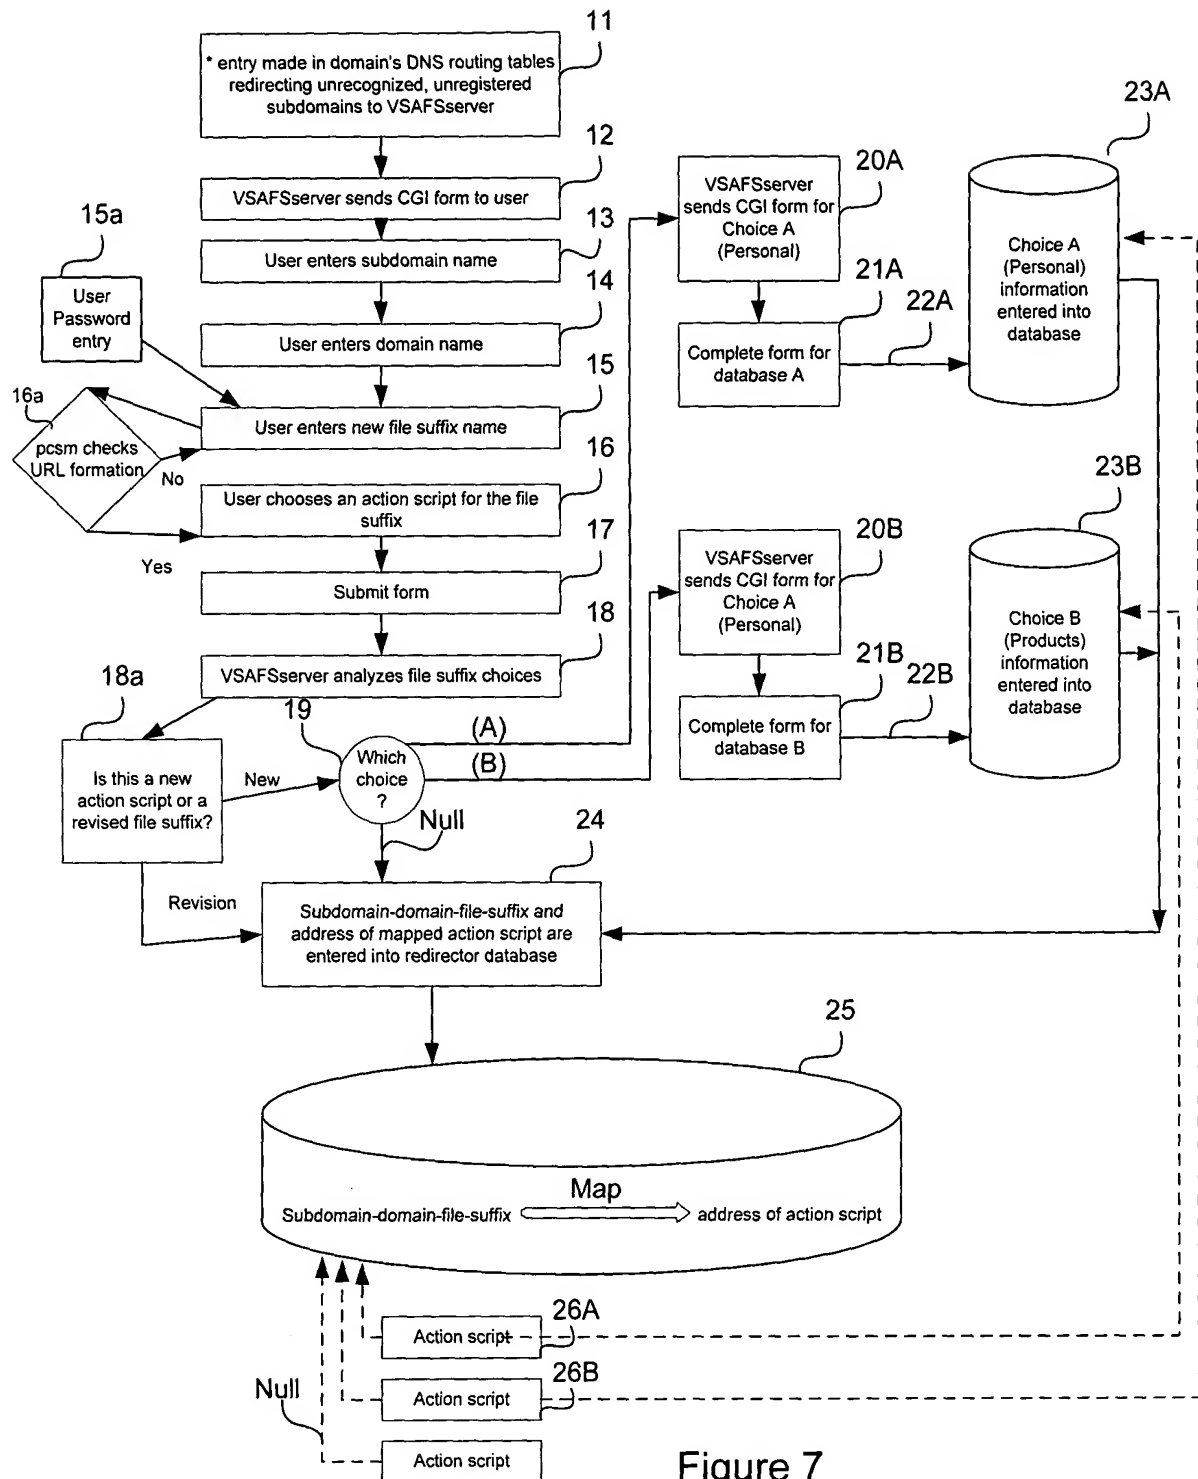 11
* entry made in domain's DNS routing tables
redirecting unrecognized, unregistered
subdomains to VSAFSserver
12
VSAFSserver sends CGI form to user
13
User enters subdomain name
14
User enters domain name
15a
User
Password
entry
15
User enters new file suffix name
16a
pcsm checks
URL formation
No
Yes
16
User chooses an action script for the file
suffix
17
Submit form
18
VSAFSserver analyzes file suffix choices
18a
Is this a new
action script or a
revised file suffix?
New
Revision
19
Which
choice
?
(A)
(B)
Null
20A
VSAFSserver
sends CGI form for
Choice A
(Personal)
21A
Complete form for
database A
22A
23A
Choice A
(Personal)
information
entered into
database
20B
VSAFSserver
sends CGI form for
Choice A
(Personal)
21B
Complete form for
database B
22B
23B
Choice B
(Products)
information
entered into
database
24
Subdomain-domain-file-suffix and
address of mapped action script are
entered into redirector database
25
Map
Subdomain-domain-file-suffix address of action script
26A
Action script
26B
Action script
Null
Action script
Figure 7